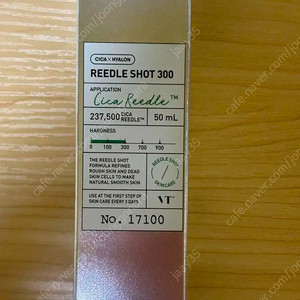 CICA × HYALON
REEDLE SHOT 300
APPLICATION
Cica Reedle™
237,500 CICA REEDLE™ 50 mL
HARDNESS
0 100 300 700 900
THE REEDLE SHOT
FORMULA REFINES
ROUGH SKIN AND DEAD
SKIN CELLS TO MAKE
NATURALLY SMOOTH SKIN
REEDLE SHOT
SKINCARE
USE AT THE FIRST STEP OF
SKIN CARE EVERY 3 DAYS
VT
No. 17100